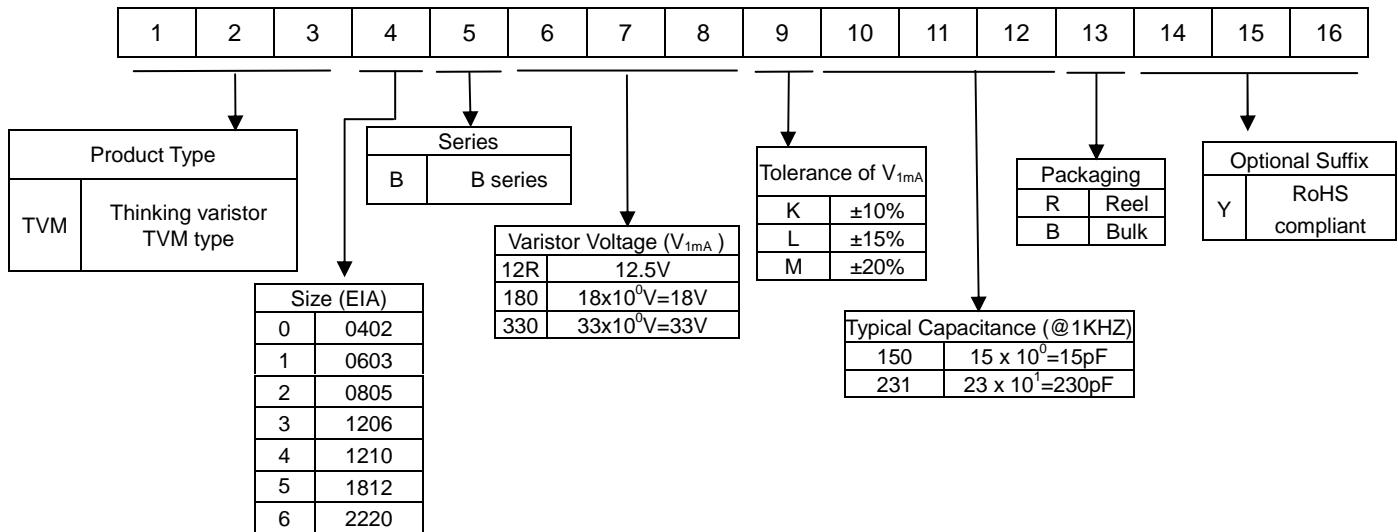 1 2 3 4 5 6 7 8 9 10 11 12 13 14 15 16
Product Type
TVM Thinking varistor
TVM type
Size (EIA)
0 0402
1 0603
2 0805
3 1206
4 1210
5 1812
6 2220
Series
B B series
Varistor Voltage (V1mA )
12R 12.5V
180 18x10⁰V=18V
330 33x10⁰V=33V
Tolerance of V1mA
K ±10%
L ±15%
M ±20%
Typical Capacitance (@1KHZ)
150 15 x 10⁰=15pF
231 23 x 10¹=230pF
Packaging
R Reel
B Bulk
Optional Suffix
Y RoHS
compliant